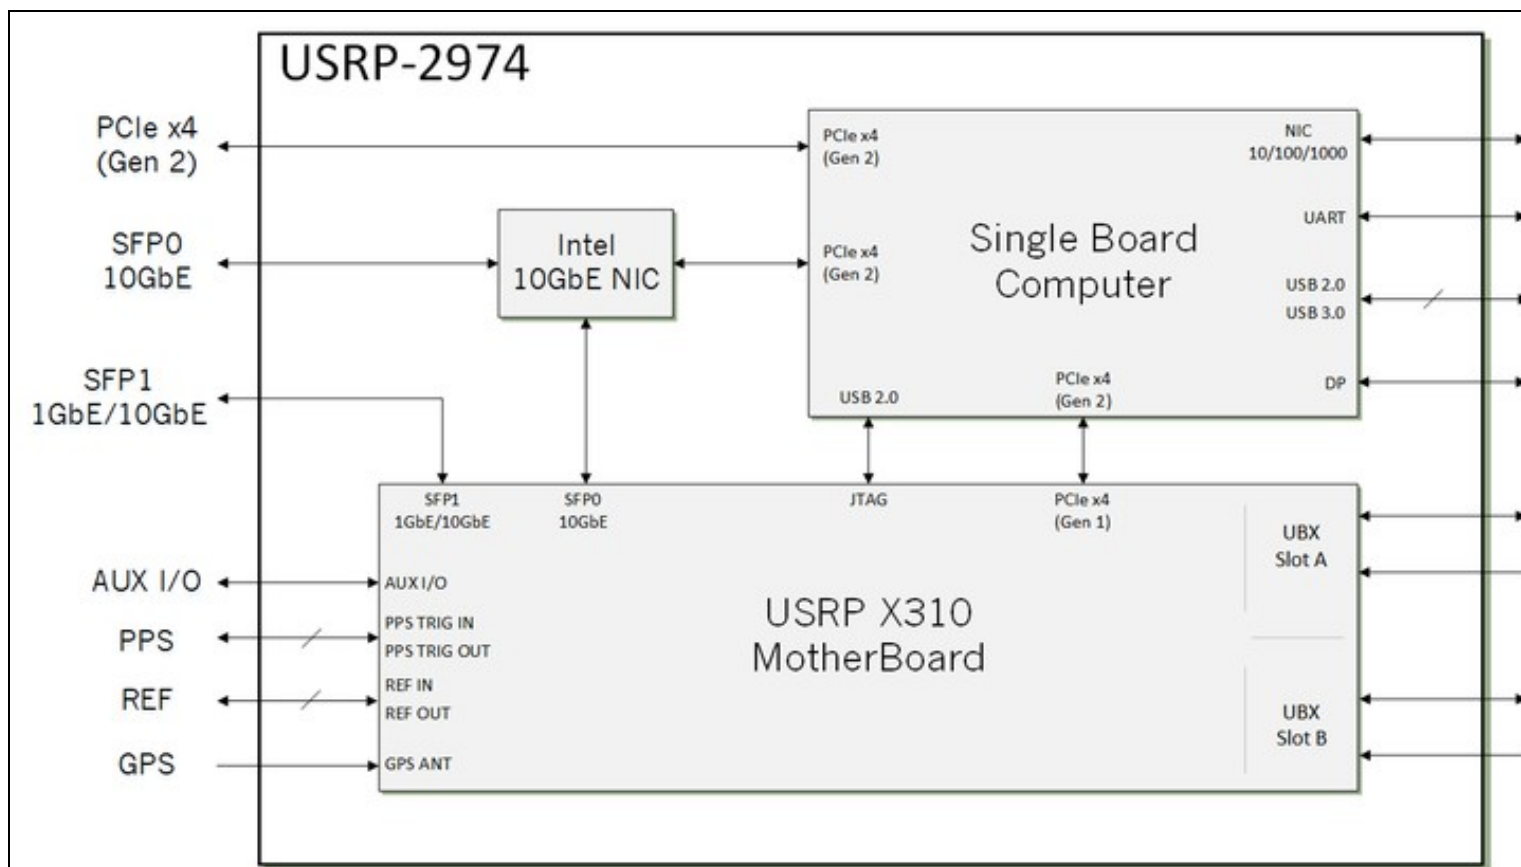 USRP-2974
PCIe x4
(Gen 2)
SFP0
10GbE
SFP1
1GbE/10GbE
AUX I/O
PPS
REF
GPS
Intel
10GbE NIC
PCIe x4
(Gen 2)
NIC
10/100/1000
UART
Single Board
Computer
PCIe x4
(Gen 2)
USB 2.0
USB 3.0
DP
USB 2.0
PCIe x4
(Gen 2)
SFP1
1GbE/10GbE
SFP0
10GbE
JTAG
PCIe x4
(Gen 1)
AUX I/O
PPS TRIG IN
PPS TRIG OUT
REF IN
REF OUT
GPS ANT
USRP X310
MotherBoard
UBX
Slot A
UBX
Slot B